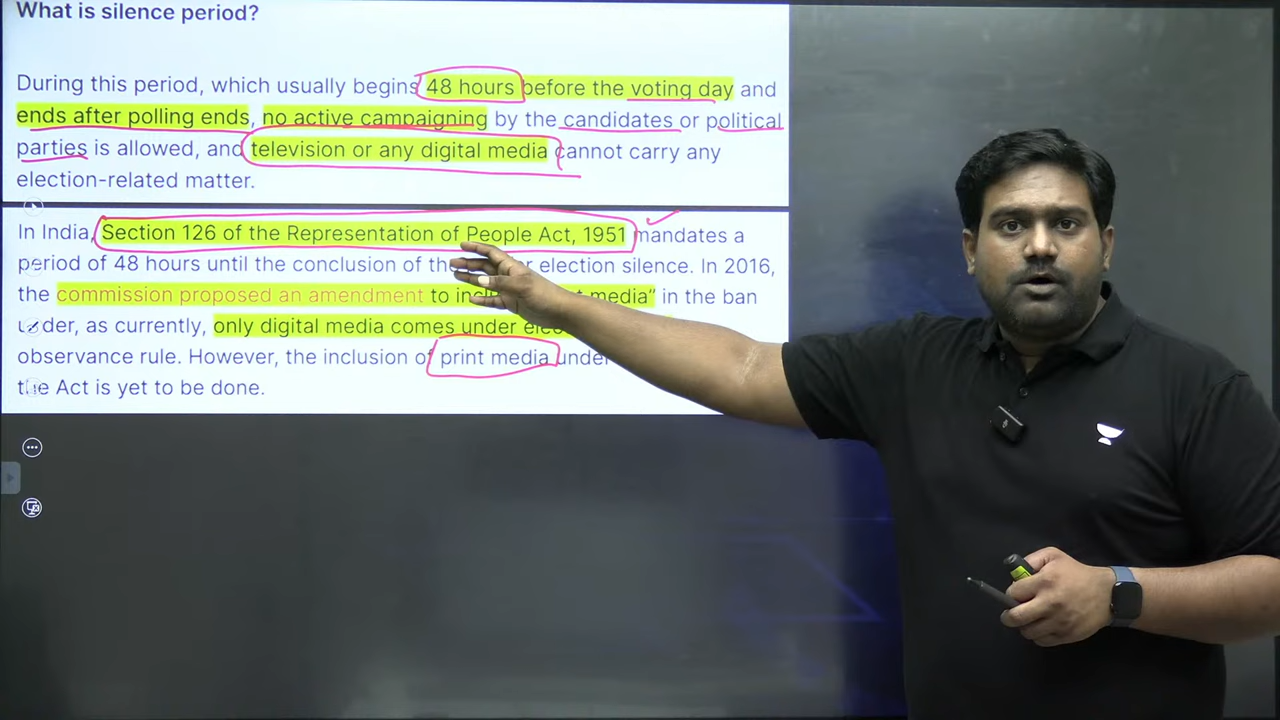 What is silence period?
During this period, which usually begins 48 hours before the voting day and
ends after polling ends, no active campaigning by the candidates or political
parties is allowed, and television or any digital media cannot carry any
election-related matter.
In India, Section 126 of the Representation of People Act, 1951 mandates a
period of 48 hours until the conclusion of the election silence. In 2016,
the commission proposed an amendment to media" in the ban
as currently, only digital media comes under
observance rule. However, the inclusion of print media under
the Act is yet to be done.